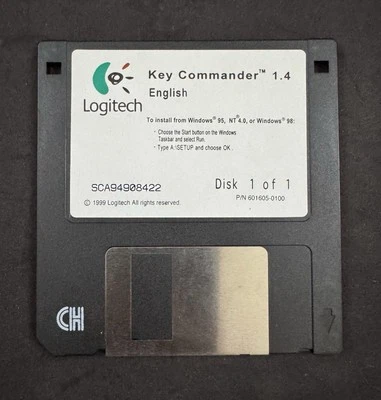 Key Commander™ 1.4
English
Logitech
To install from Windows® 95, NT® 4.0, or Windows® 98:
· Choose the Start button on the Windows
Taskbar and select Run.
· Type A:\SETUP and choose OK.
SCA94908422
Disk 1 of 1
© 1999 Logitech All rights reserved.
P/N 601605-0100
CH